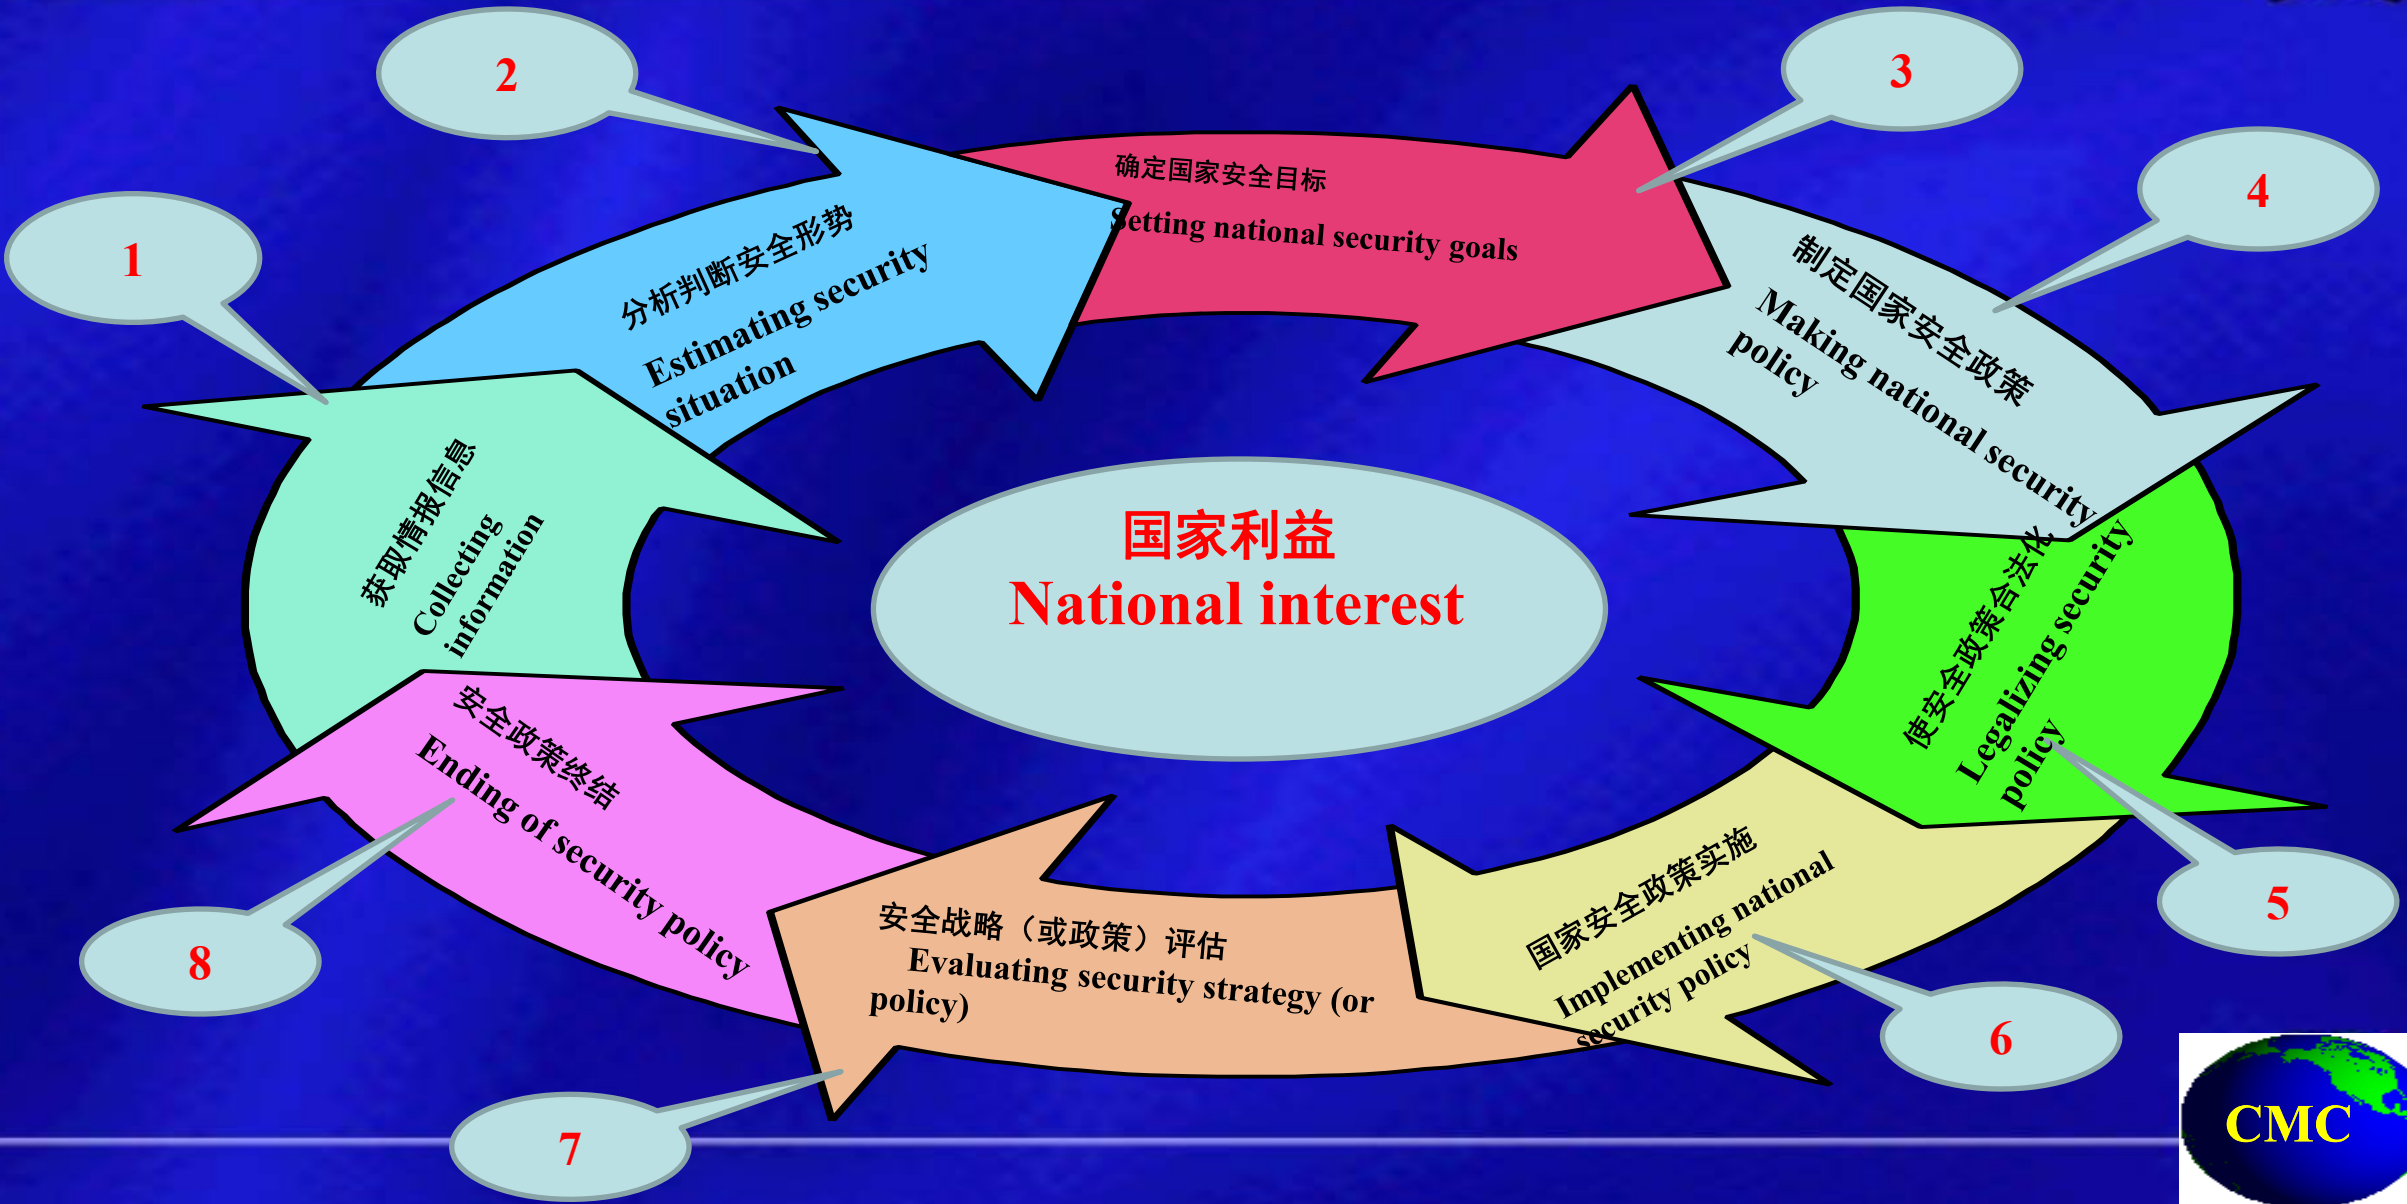 1
获取情报信息
Collecting
information
2
分析判断安全形势
Estimating security
situation
3
确定国家安全目标
Setting national security goals
4
制定国家安全政策
Making national security
policy
5
使安全政策合法化
Legalizing security
policy
6
国家安全政策实施
Implementing national
security policy
7
安全战略（或政策）评估
Evaluating security strategy (or
policy)
8
安全政策终结
Ending of security policy
国家利益
National interest
CMC